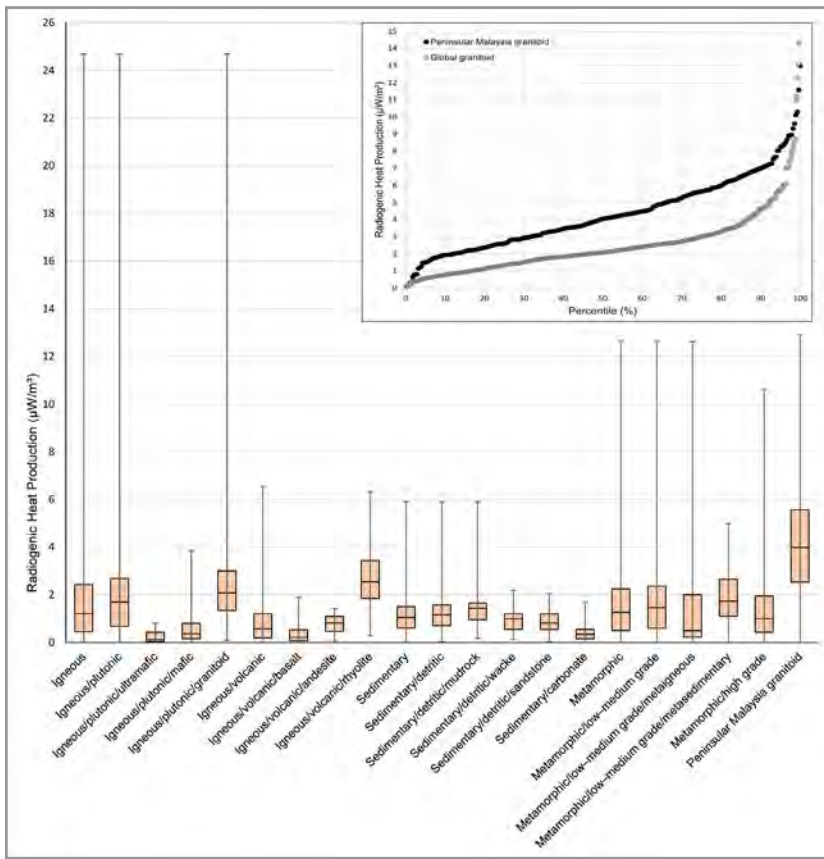 26
24
22
20
18
16
14
12
10
8
6
4
2
0
Radiogenic Heat Production (µW/m³)
15
14
13
12
11
10
9
8
7
6
5
4
3
2
1
0
Radiogenic Heat Production (µW/m³)
Peninsular Malaysia granitoid
Global granitoid
0 10 20 30 40 50 60 70 80 90 100
Percentile (%)
Igneous
Igneous/plutonic
Igneous/plutonic/ultramafic
Igneous/plutonic/mafic
Igneous/plutonic/granitoid
Igneous/volcanic
Igneous/volcanic/basalt
Igneous/volcanic/andesite
Igneous/volcanic/rhyolite
Sedimentary
Sedimentary/detritic
Sedimentary/detritic/mudrock
Sedimentary/detritic/wacke
Sedimentary/detritic/sandstone
Sedimentary/carbonate
Metamorphic
Metamorphic/low-medium grade
Metamorphic/low-medium grade/metaigneous
Metamorphic/low-medium grade/metasedimentary
Metamorphic/high grade
Peninsular Malaysia granitoid